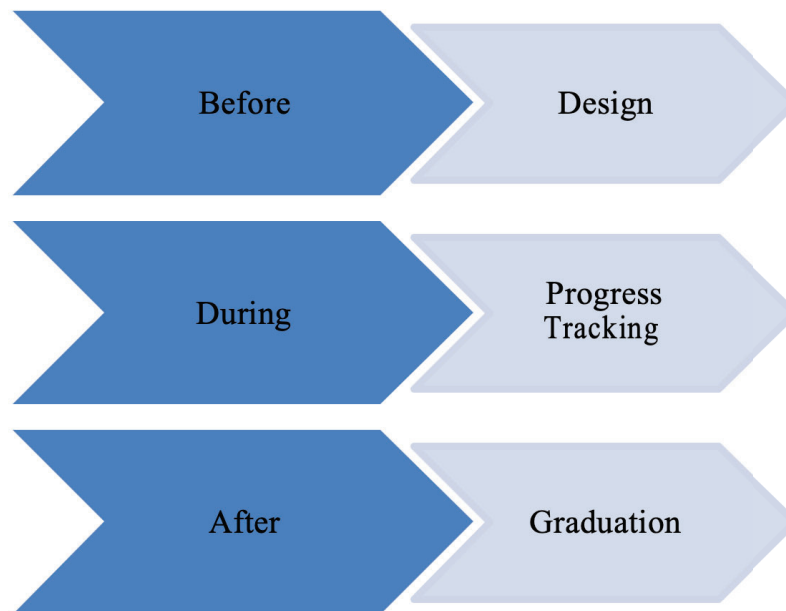 Before
Design
During
Progress
Tracking
After
Graduation